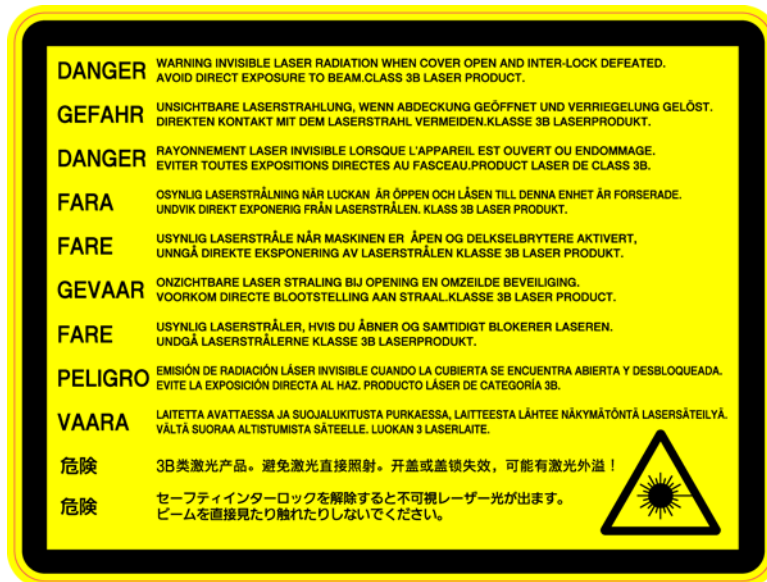 DANGER WARNING INVISIBLE LASER RADIATION WHEN COVER OPEN AND INTER-LOCK DEFEATED.
AVOID DIRECT EXPOSURE TO BEAM.CLASS 3B LASER PRODUCT.
GEFAHR UNSICHTBARE LASERSTRAHLUNG, WENN ABDECKUNG GEÖFFNET UND VERRIEGELUNG GELÖST.
DIREKTEN KONTAKT MIT DEM LASERSTRAHL VERMEIDEN.KLASSE 3B LASERPRODUKT.
DANGER RAYONNEMENT LASER INVISIBLE LORSQUE L'APPAREIL EST OUVERT OU ENDOMMAGE.
EVITER TOUTES EXPOSITIONS DIRECTES AU FASCEAU.PRODUCT LASER DE CLASS 3B.
FARA OSYNLIG LASERSTRÅLNING NÄR LUCKAN ÄR ÖPPEN OCH LÅSEN TILL DENNA ENHET ÄR FORSERADE.
UNDVIK DIREKT EXPONERIG FRÅN LASERSTRÅLEN. KLASS 3B LASER PRODUKT.
FARE USYNLIG LASERSTRÅLE NÅR MASKINEN ER ÅPEN OG DELKSELBRYTERE AKTIVERT,
UNNGÅ DIREKTE EKSPONERING AV LASERSTRÅLEN KLASSE 3B LASER PRODUKT.
GEVAAR ONZICHTBARE LASER STRALING BIJ OPENING EN OMZEILDE BEVEILIGING.
VOORKOM DIRECTE BLOOTSTELLING AAN STRAAL.KLASSE 3B LASER PRODUCT.
FARE USYNLIG LASERSTRÅLER, HVIS DU ÅBNER OG SAMTIDIGT BLOKERER LASEREN.
UNDGÅ LASERSTRÅLERNE KLASSE 3B LASERPRODUKT.
PELIGRO EMISIÓN DE RADIACIÓN LÁSER INVISIBLE CUANDO LA CUBIERTA SE ENCUENTRA ABIERTA Y DESBLOQUEADA.
EVITE LA EXPOSICIÓN DIRECTA AL HAZ. PRODUCTO LÁSER DE CATEGORÍA 3B.
VAARA LAITETTA AVATTAESSA JA SUOJALUKITUSTA PURKAESSA, LAITTEESTA LÄHTEE NÄKYMÄTÖNTÄ LASERSÄTEILYÄ.
VÄLTÄ SUORAA ALTISTUMISTA SÄTEELLE. LUOKAN 3 LASERLAITE.
危険 3B类激光产品。避免激光直接照射。开盖或盖锁失效，可能有激光外溢！
危険 セーフティインターロックを解除すると不可視レーザー光が出ます。
ビームを直接見たり触れたりしないでください。